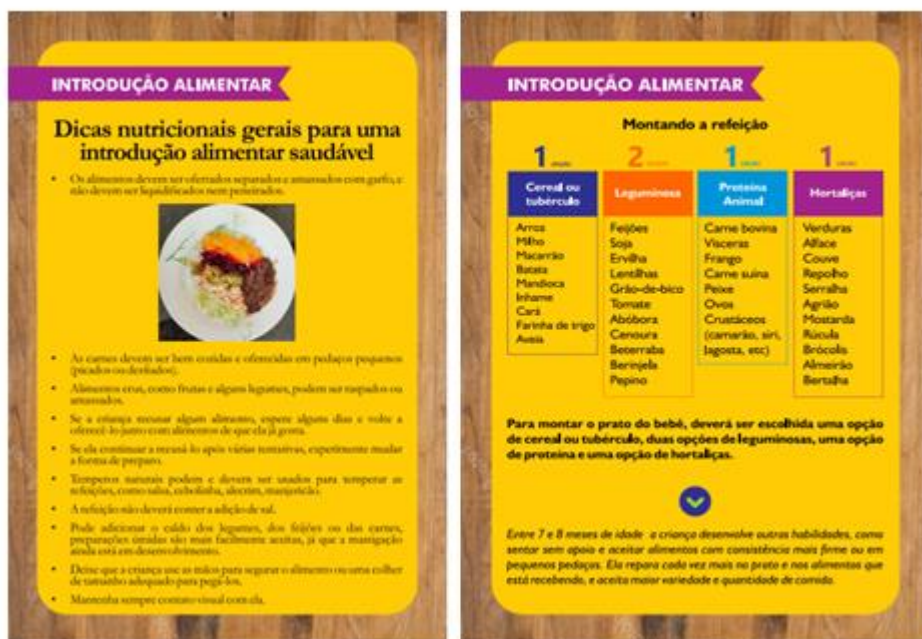 INTRODUÇÃO ALIMENTAR
Dicas nutricionais gerais para uma
introdução alimentar saudável
• Os alimentos devem ser ofertados separados e amassados com garfo, e
não devem ser liquidificados nem peneirados.
• As carnes devem ser bem cozidas e oferecidas em pedaços pequenos
(picados ou desfiados).
• Alimentos crus, como frutas e alguns legumes, podem ser raspados ou
amassados.
• Se a criança recusar algum alimento, espere alguns dias e volte a
oferecê-lo junto com alimentos de que ela já gosta.
• Se ela continuar a recusá-lo após várias tentativas, experimente mudar
a forma de preparo.
• Temperos naturais podem e devem ser usados para temperar as
refeições, como salsa, cebolinha, alecrim, manjericão.
• A refeição não deverá conter a adição de sal.
• Pode adicionar o caldo dos legumes, dos feijões ou das carnes,
preparações úmidas são mais facilmente aceitas, já que a mastigação
ainda está em desenvolvimento.
• Deixe que a criança use as mãos para segurar o alimento ou uma colher
de tamanho adequado para pegá-los.
• Mantenha sempre contato visual com ela.
INTRODUÇÃO ALIMENTAR
Montando a refeição
1
Cereal ou
tubérculo
Arroz
Milho
Macarrão
Batata
Mandioca
Inhame
Cará
Farinha de trigo
Aveia
2
Leguminosa
Feijões
Soja
Ervilha
Lentilhas
Grão-de-bico
Tomate
Abóbora
Cenoura
Beterraba
Berinjela
Pepino
1
Proteína
Animal
Carne bovina
Vísceras
Frango
Carne suína
Peixe
Ovos
Crustáceos
(camarão, siri,
lagosta, etc)
1
Hortaliças
Verduras
Alface
Couve
Repolho
Serralha
Agrião
Mostarda
Rúcula
Brócolis
Almeirão
Bertalha
Para montar o prato do bebê, deverá ser escolhida uma opção
de cereal ou tubérculo, duas opções de leguminosas, uma opção
de proteína e uma opção de hortaliças.
Entre 7 e 8 meses de idade a criança desenvolve outras habilidades, como
sentar sem apoio e aceitar alimentos com consistência mais firme ou em
pequenos pedaços. Ela repara cada vez mais no prato e nos alimentos que
está recebendo, e aceita maior variedade e quantidade de comida.